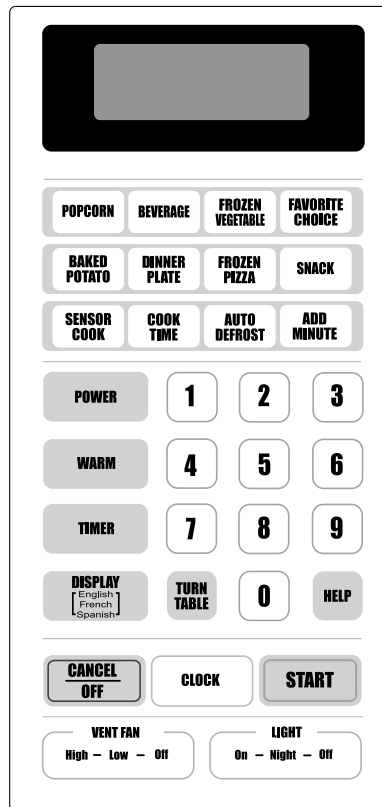 POPCORN
BEVERAGE
FROZEN
VEGETABLE
FAVORITE
CHOICE
BAKED
POTATO
DINNER
PLATE
FROZEN
PIZZA
SNACK
SENSOR
COOK
COOK
TIME
AUTO
DEFROST
ADD
MINUTE
POWER
1
2
3
WARM
4
5
6
TIMER
7
8
9
DISPLAY
English
French
Spanish
TURN
TABLE
0
HELP
CANCEL
OFF
CLOCK
START
VENT FAN
High – Low – Off
LIGHT
On – Night – Off